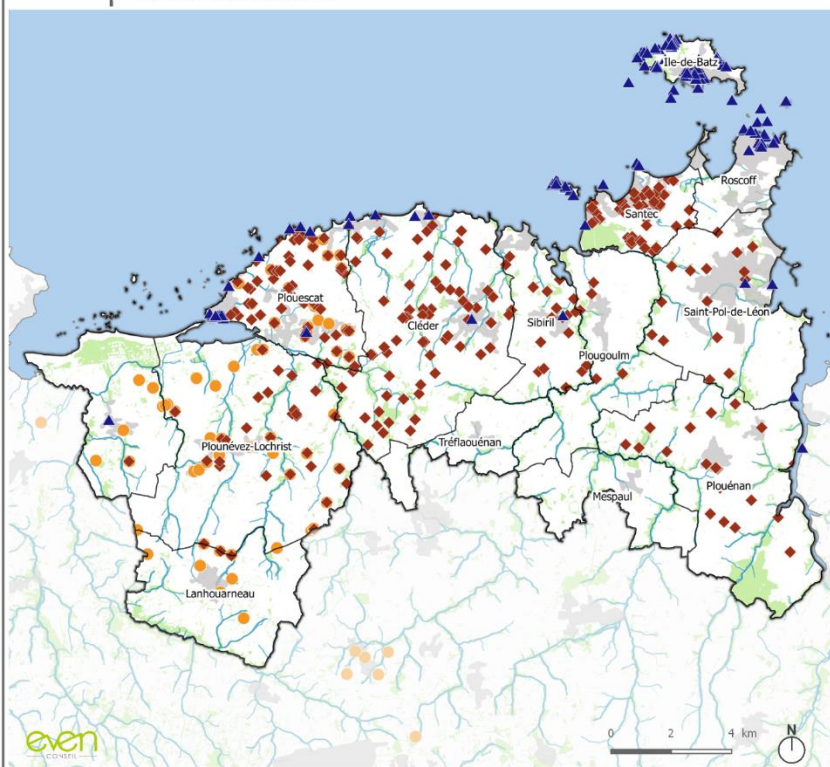 Île-de-Batz
Roscoff
Santec
Plouescat
Saint-Pol-de-Léon
Cléder
Sibiril
Plougoulm
Tréflaouénan
Plounévez-Lochrist
Plouénan
Mespaul
Lanhouarneau
even
CONSEIL
0 2 4 km
N